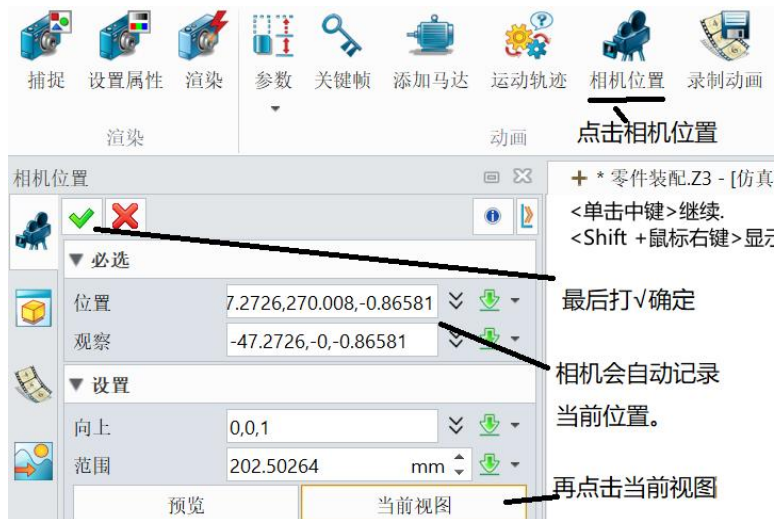 捕捉 设置属性 渲染 参数 关键帧 添加马达 运动轨迹 相机位置 录制动画
渲染 动画 点击相机位置
相机位置
+ * 零件装配.Z3 - [仿真
<单击中键>继续.
<Shift +鼠标右键>显示
▼ 必选
最后打√确定
位置 7.2726,270.008,-0.86581
观察 -47.2726,-0,-0.86581
相机会自动记录
当前位置。
▼ 设置
向上 0,0,1
范围 202.50264 mm
再点击当前视图
预览 当前视图